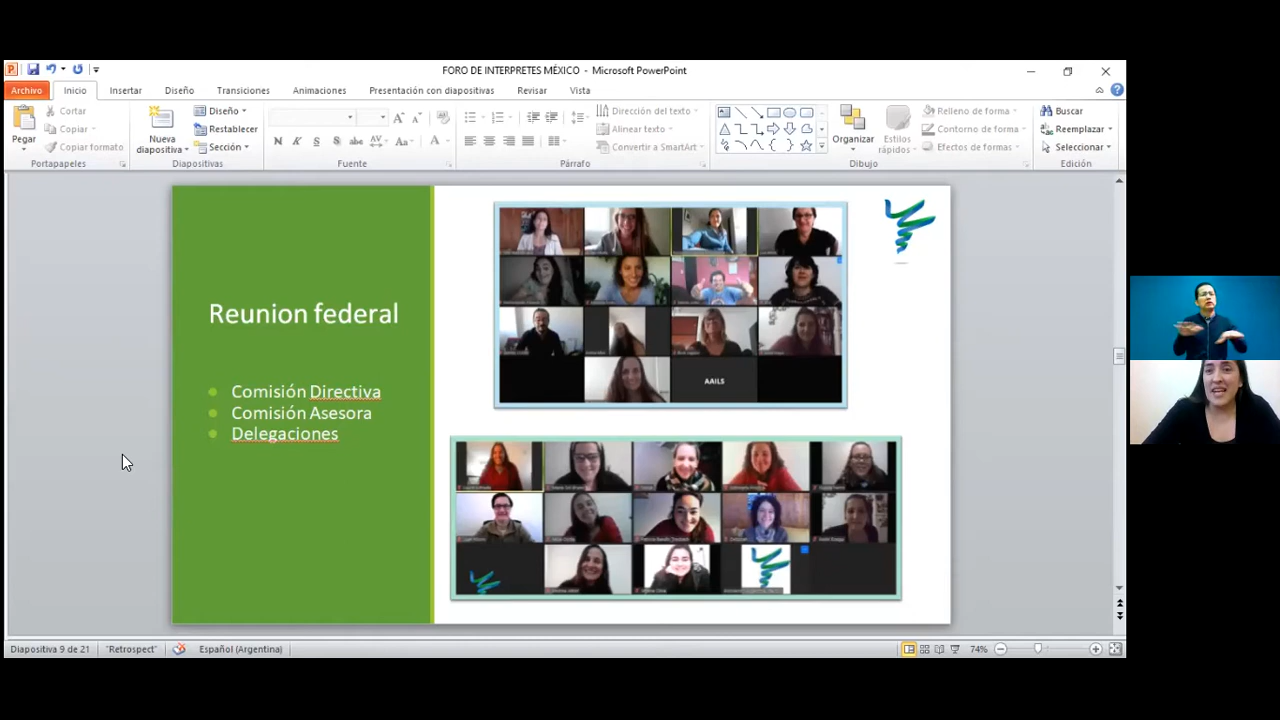 FORO DE INTERPRETES MÉXICO - Microsoft PowerPoint
Archivo Inicio Insertar Diseño Transiciones Animaciones Presentación con diapositivas Revisar Vista
Pegar
Cortar
Copiar
Copiar formato
Portapapeles
Nueva
diapositiva
Diseño
Restablecer
Sección
Diapositivas
N K S S abc AV Aa A
Fuente
Dirección del texto
Alinear texto
Convertir a SmartArt
Párrafo
Organizar
Estilos
rápidos
Relleno de forma
Contorno de forma
Efectos de formas
Dibujo
Buscar
Reemplazar
Seleccionar
Edición
Reunion federal
Comisión Directiva
Comisión Asesora
Delegaciones
AAILS
Diapositiva 9 de 21 "Retrospect" Español (Argentina) 74%